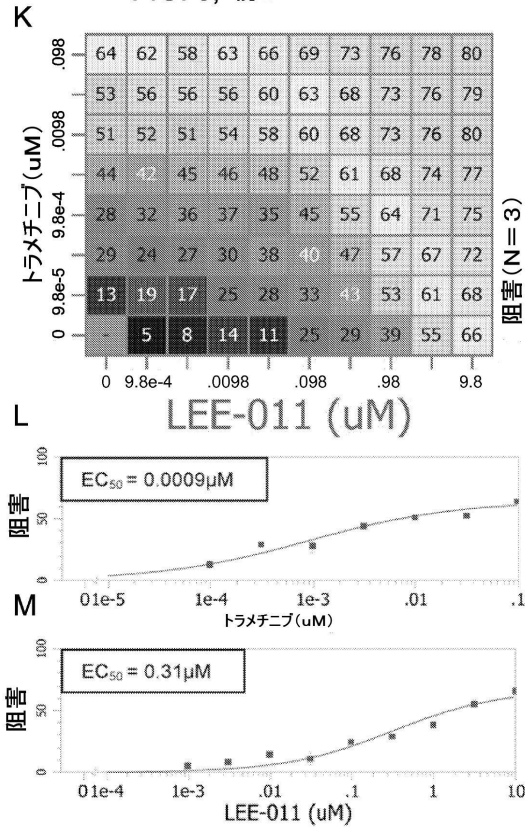 K
64 62 58 63 66 69 73 76 78 80
53 56 56 56 60 63 68 73 76 79
51 52 51 54 58 60 68 73 76 80
44 42 45 46 48 52 61 68 74 77
28 32 36 37 35 45 55 64 71 75
29 24 27 30 38 40 47 57 67 72
13 19 17 25 28 33 43 53 61 68
- 5 8 14 11 25 29 39 55 66
.098
.0098
9.8e-4
9.8e-5
0
トラメチニブ(uM)
阻害(N=3)
0 9.8e-4 .0098 .098 .98 9.8
LEE-011 (uM)
L
EC₅₀ = 0.0009µM
阻害
100
50
0
01e-5 1e-4 1e-3 .01 .1
トラメチニブ(uM)
M
EC₅₀ = 0.31µM
阻害
100
50
0
01e-4 1e-3 .01 .1 1 10
LEE-011 (uM)